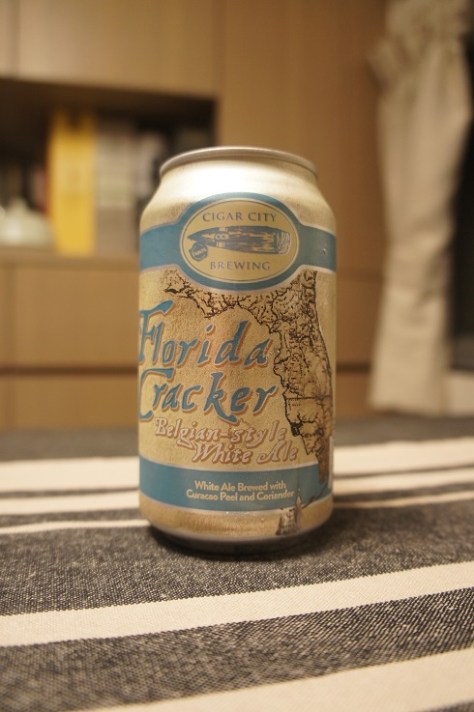 CIGAR CITY
BREWING
Florida
Cracker
Belgian-style
White Ale
White Ale Brewed with
Curacao Peel and Coriander